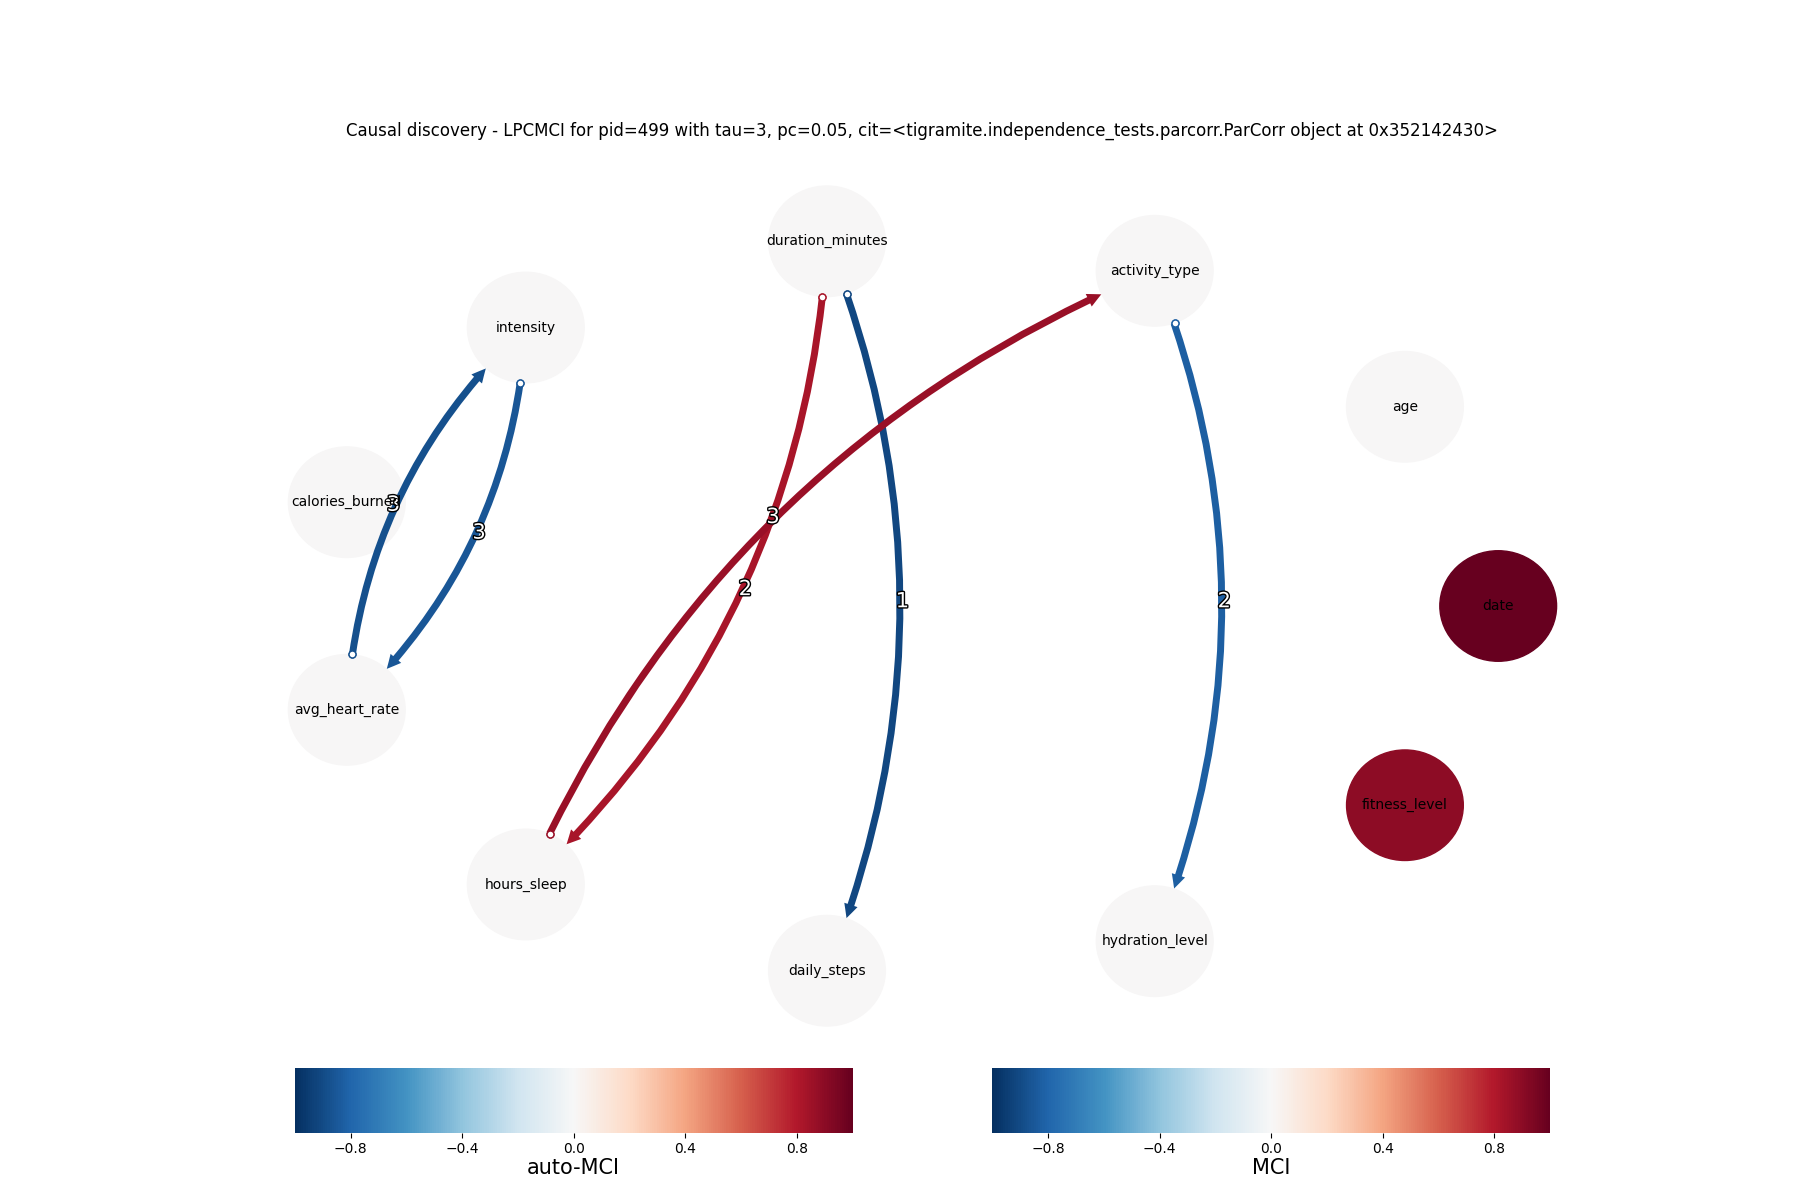 Causal discovery - LPCMCI for pid=499 with tau=3, pc=0.05, cit=<tigramite.independence_tests.parcorr.ParCorr object at 0x352142430>
duration_minutes
activity_type
intensity
age
calories_burned
3
3
3
2
1
2
date
avg_heart_rate
fitness_level
hours_sleep
hydration_level
daily_steps
−0.8 −0.4 0.0 0.4 0.8
auto-MCI
−0.8 −0.4 0.0 0.4 0.8
MCI